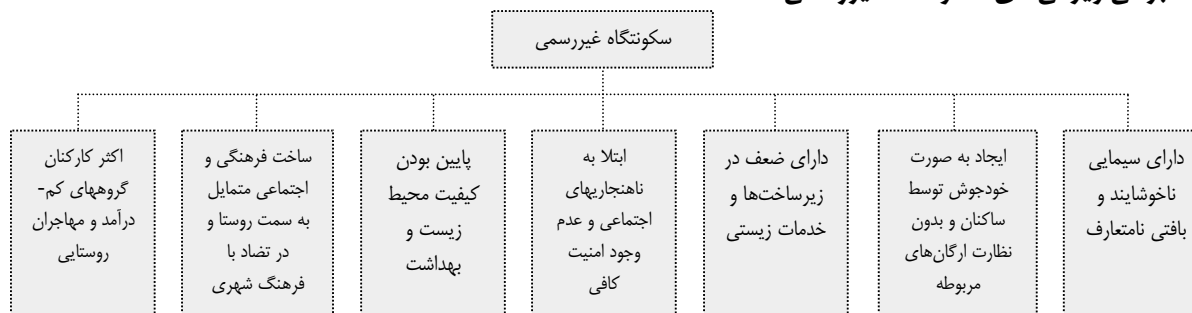 سکونتگاه غیررسمی
دارای سیمایی
ناخوشایند و
بافتی نامتعارف
ایجاد به صورت
خودجوش توسط
ساکنان و بدون
نظارت ارگان‌های
مربوطه
دارای ضعف در
زیرساخت‌ها و
خدمات زیستی
ابتلا به
ناهنجاریهای
اجتماعی و عدم
وجود امنیت
کافی
پایین بودن
کیفیت محیط
زیست و
بهداشت
ساخت فرهنگی و
اجتماعی متمایل
به سمت روستا و
در تضاد با
فرهنگ شهری
اکثر کارکنان
گروههای کم-
درآمد و مهاجران
روستایی